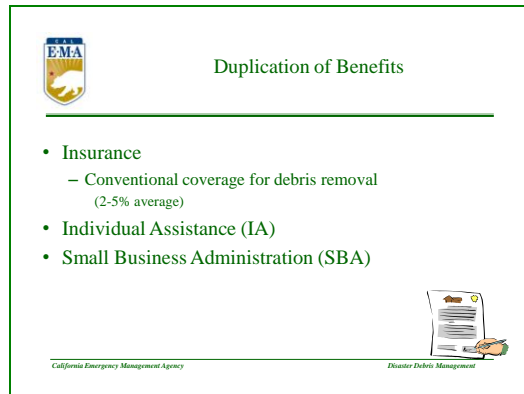 CAL
E·M·A
Duplication of Benefits
• Insurance
– Conventional coverage for debris removal
(2-5% average)
• Individual Assistance (IA)
• Small Business Administration (SBA)
California Emergency Management Agency
Disaster Debris Management